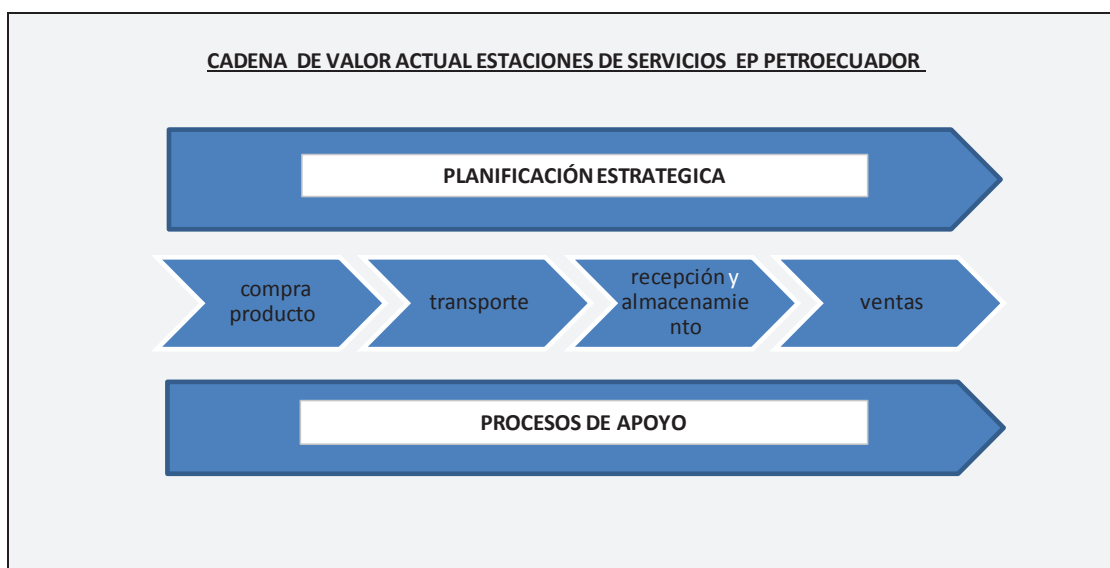 CADENA DE VALOR ACTUAL ESTACIONES DE SERVICIOS EP PETROECUADOR
PLANIFICACIÓN ESTRATEGICA
compra
producto
transporte
recepción y
almacenamie
nto
ventas
PROCESOS DE APOYO